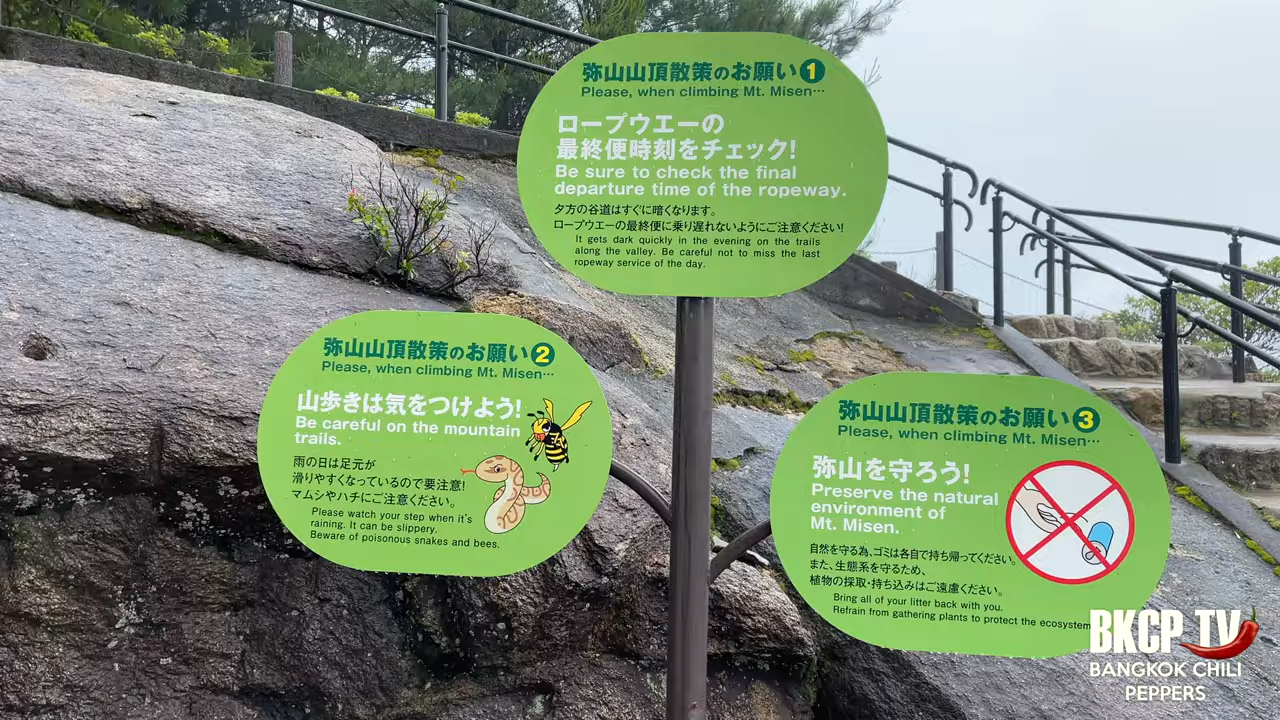 弥山山頂散策のお願い1
Please, when climbing Mt. Misen…
ロープウエーの
最終便時刻をチェック!
Be sure to check the final
departure time of the ropeway.
夕方の谷道はすぐに暗くなります。
ロープウエーの最終便に乗り遅れないようにご注意ください!
It gets dark quickly in the evening on the trails
along the valley. Be careful not to miss the last
ropeway service of the day.
弥山山頂散策のお願い2
Please, when climbing Mt. Misen…
山歩きは気をつけよう!
Be careful on the mountain
trails.
雨の日は足元が
滑りやすくなっているので要注意!
マムシやハチにご注意ください。
Please watch your step when it's
raining. It can be slippery.
Beware of poisonous snakes and bees.
弥山山頂散策のお願い3
Please, when climbing Mt. Misen…
弥山を守ろう!
Preserve the natural
environment of
Mt. Misen.
自然を守る為、ゴミは各自で持ち帰ってください。
また、生態系を守るため、
植物の採取・持ち込みはご遠慮ください。
Bring all of your litter back with you.
Refrain from gathering plants to protect the ecosystem
BKCP TV
BANGKOK CHILI
PEPPERS